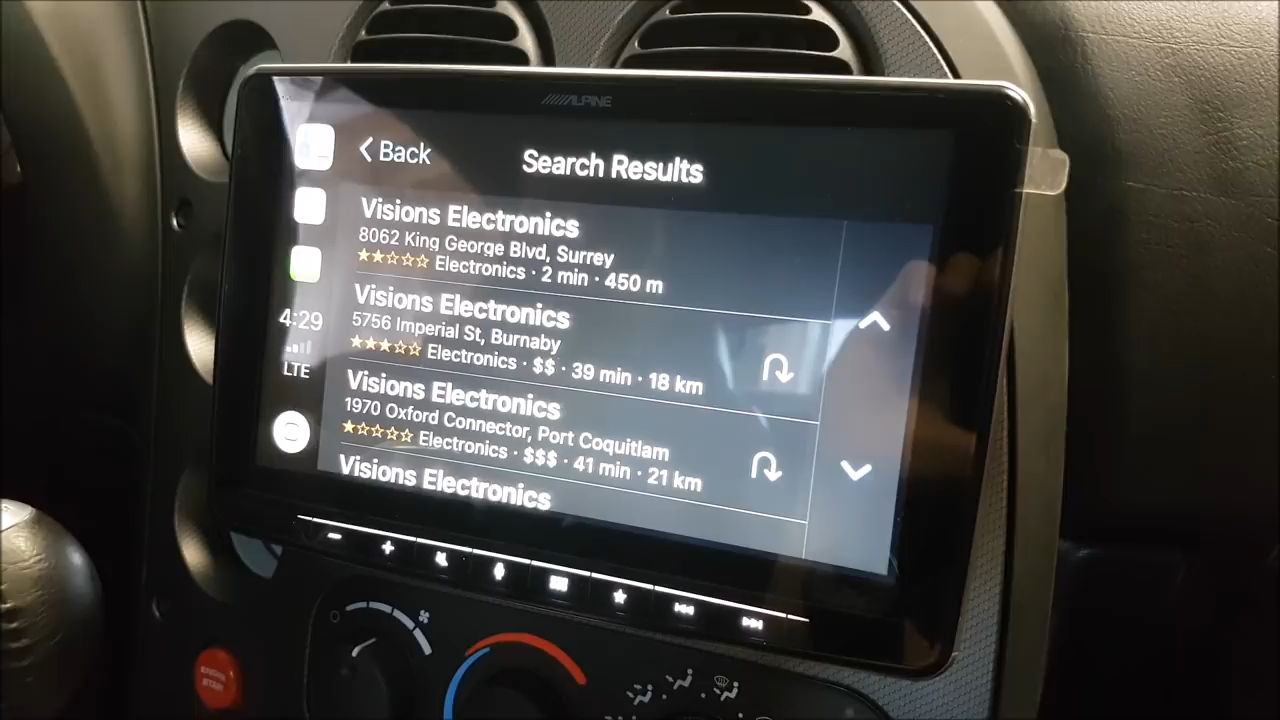 ALPINE
Back
Search Results
Visions Electronics
8062 King George Blvd, Surrey
★★☆☆☆ Electronics · 2 min · 450 m
Visions Electronics
5756 Imperial St, Burnaby
★★★☆☆ Electronics · $$ · 39 min · 18 km
Visions Electronics
1970 Oxford Connector, Port Coquitlam
★☆☆☆☆ Electronics · $$$ · 41 min · 21 km
Visions Electronics
4:29
LTE
ENGINE
START